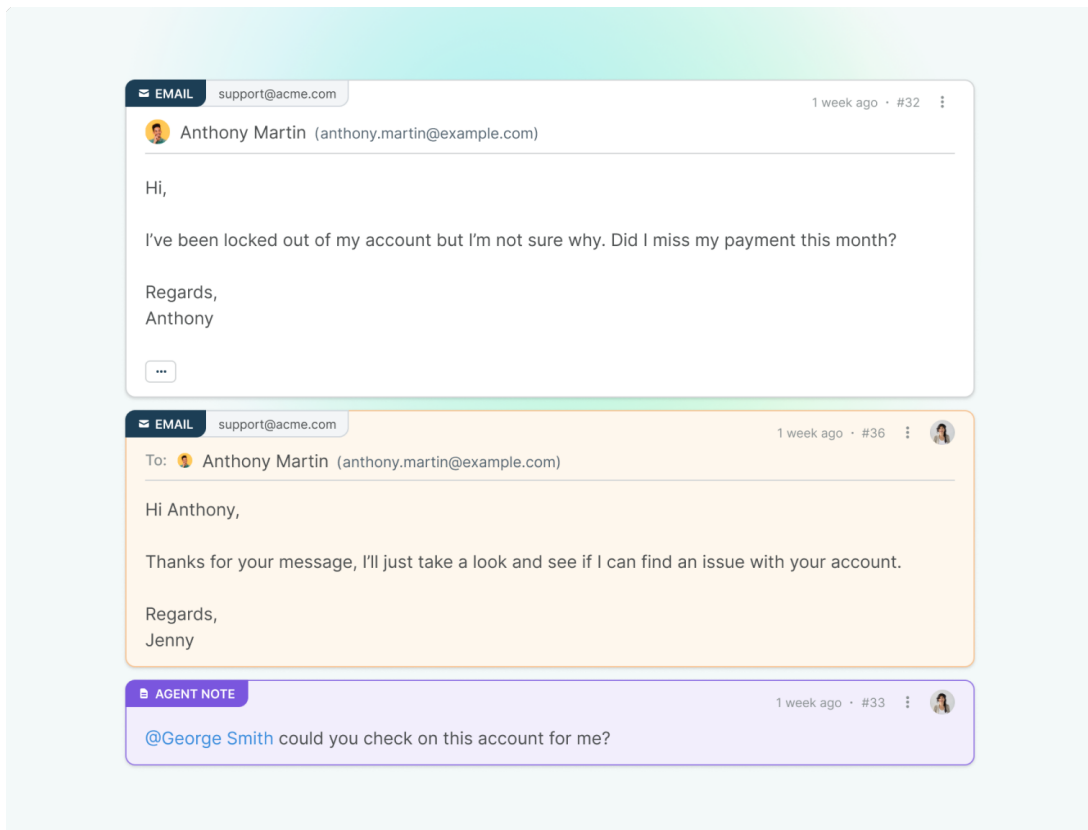 EMAIL support@acme.com 1 week ago · #32
Anthony Martin (anthony.martin@example.com)
Hi,
I’ve been locked out of my account but I’m not sure why. Did I miss my payment this month?
Regards,
Anthony
EMAIL support@acme.com 1 week ago · #36
To: Anthony Martin (anthony.martin@example.com)
Hi Anthony,
Thanks for your message, I’ll just take a look and see if I can find an issue with your account.
Regards,
Jenny
AGENT NOTE 1 week ago · #33
@George Smith could you check on this account for me?